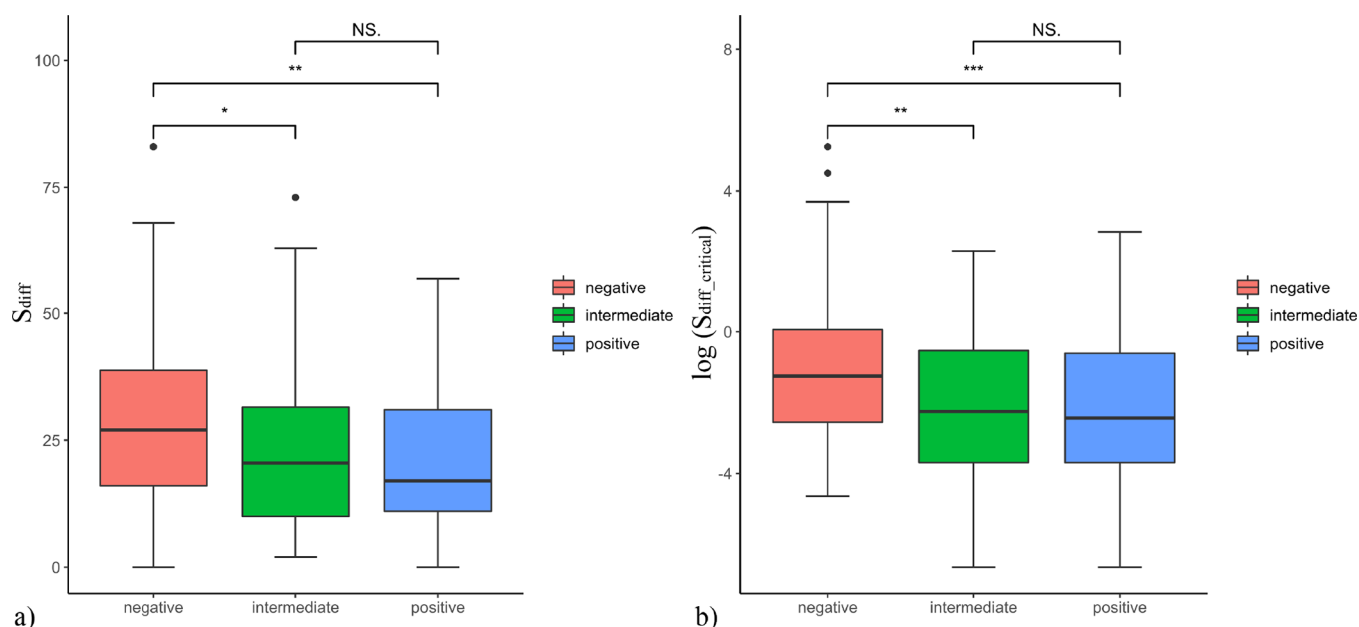 NS.
**
*
100
75
50
25
0
Sdiff
negative
intermediate
positive
negative
intermediate
positive
a)
NS.
***
**
8
4
0
-4
log (Sdiff_critical)
negative
intermediate
positive
negative
intermediate
positive
b)